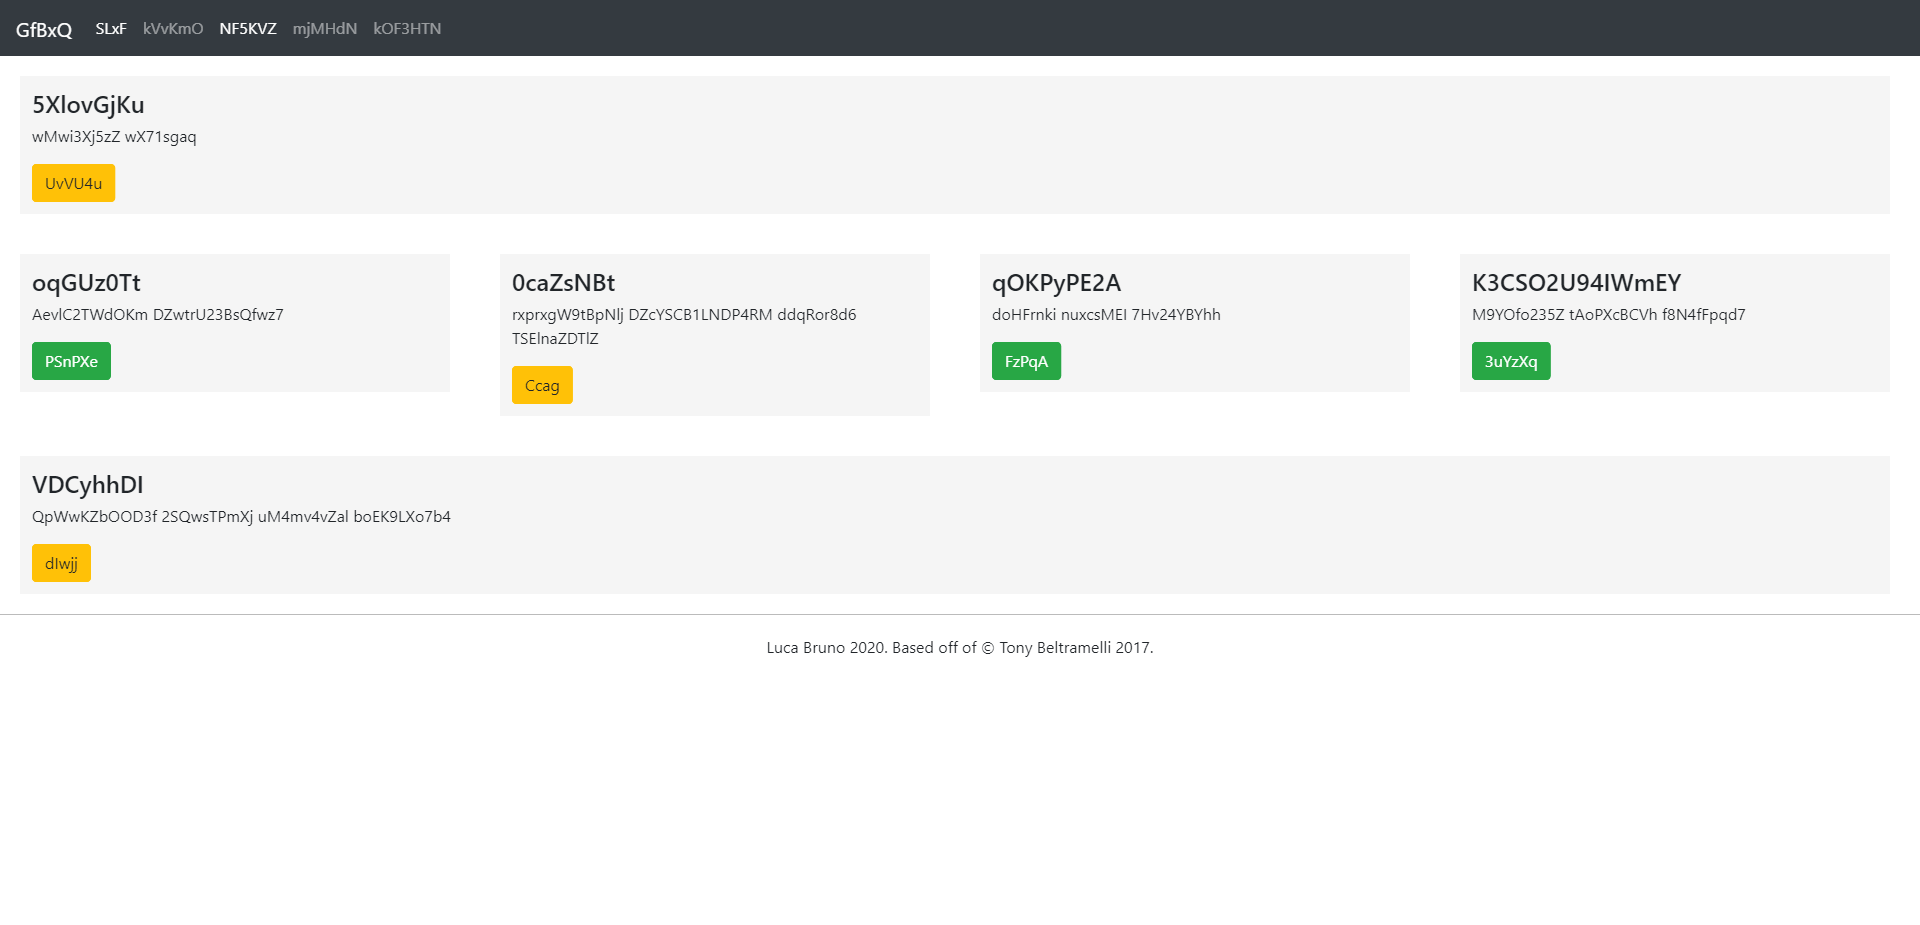 GfBxQ SLxF kVvKmO NF5KVZ mjMHdN kOF3HTN
5XlovGjKu
wMwi3Xj5zZ wX71sgaq
UvVU4u
oqGUz0Tt
AevlC2TWdOKm DZwtrU23BsQfwz7
PSnPXe
0caZsNBt
rxprxgW9tBpNlj DZcYSCB1LNDP4RM ddqRor8d6
TSElnaZDTlZ
Ccag
qOKPyPE2A
doHFrnki nuxcsMEI 7Hv24YBYhh
FzPqA
K3CSO2U94IWmEY
M9YOfo235Z tAoPXcBCVh f8N4fFpqd7
3uYzXq
VDCyhhDI
QpWwKZbOOD3f 2SQwsTPmXj uM4mv4vZal boEK9LXo7b4
dIwjj
Luca Bruno 2020. Based off of © Tony Beltramelli 2017.